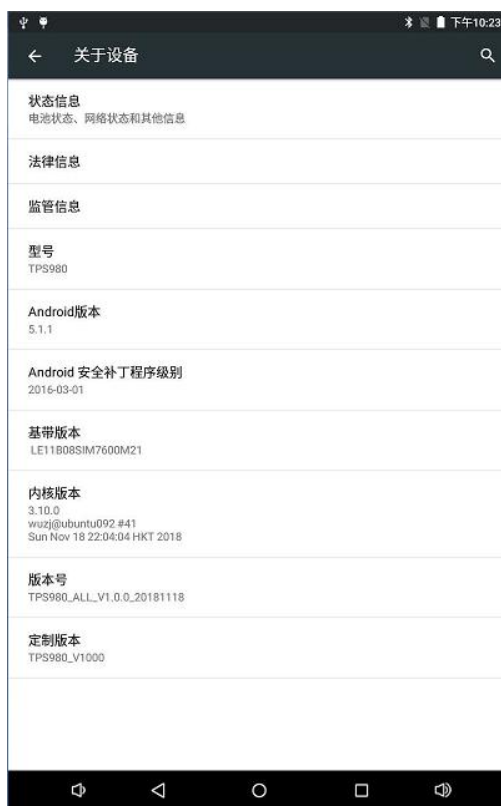 下午10:23
关于设备
状态信息
电池状态、网络状态和其他信息
法律信息
监管信息
型号
TPS980
Android版本
5.1.1
Android 安全补丁程序级别
2016-03-01
基带版本
LE11B08SIM7600M21
内核版本
3.10.0
wuzj@ubuntu092 #41
Sun Nov 18 22:04:04 HKT 2018
版本号
TPS980_ALL_V1.0.0_20181118
定制版本
TPS980_V1000